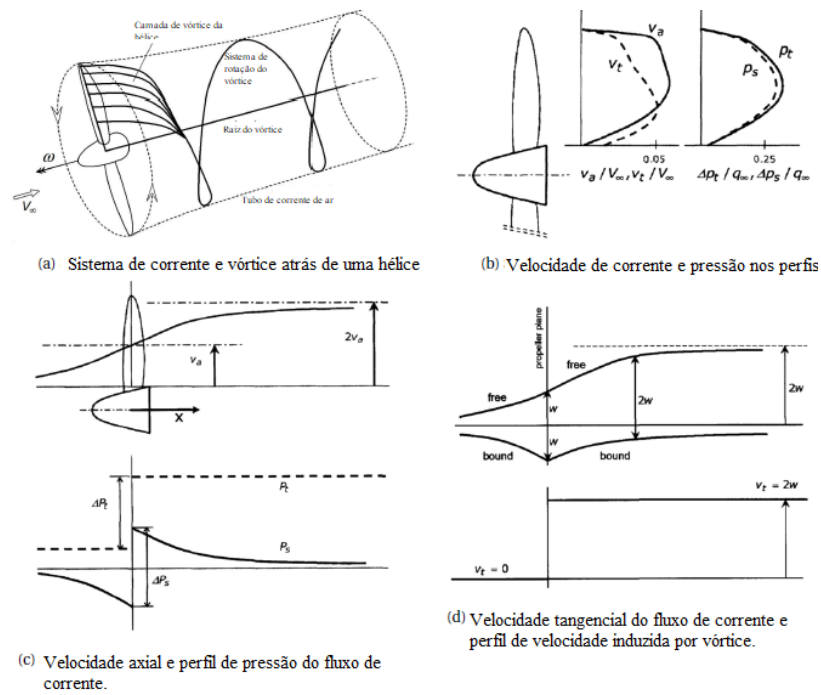 Camada de vórtice da
hélice
Sistema de
rotação do
vórtice
Raiz do vórtice
ω
V∞
Tubo de corrente de ar
(a) Sistema de corrente e vórtice atrás de uma hélice
va
vt
Pt
Ps
0.05
0.25
va / V∞, vt / V∞
Δpt / q∞, Δps / q∞
(b) Velocidade de corrente e pressão nos perfis
va
2va
X
ΔPt
Pt
Ps
ΔPs
(c) Velocidade axial e perfil de pressão do fluxo de
corrente.
propeller plane
free
free
w
w
2w
2w
bound
bound
vt = 2w
vt = 0
(d) Velocidade tangencial do fluxo de corrente e
perfil de velocidade induzida por vórtice.